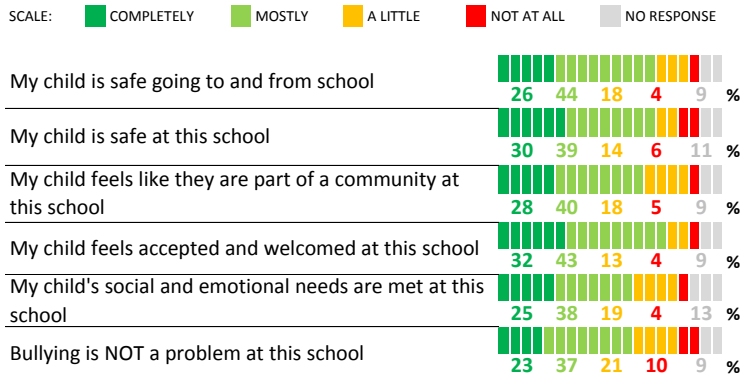 SCALE: COMPLETELY MOSTLY A LITTLE NOT AT ALL NO RESPONSE
My child is safe going to and from school
26 44 18 4 9 %
My child is safe at this school
30 39 14 6 11 %
My child feels like they are part of a community at
this school
28 40 18 5 9 %
My child feels accepted and welcomed at this school
32 43 13 4 9 %
My child's social and emotional needs are met at this
school
25 38 19 4 13 %
Bullying is NOT a problem at this school
23 37 21 10 9 %